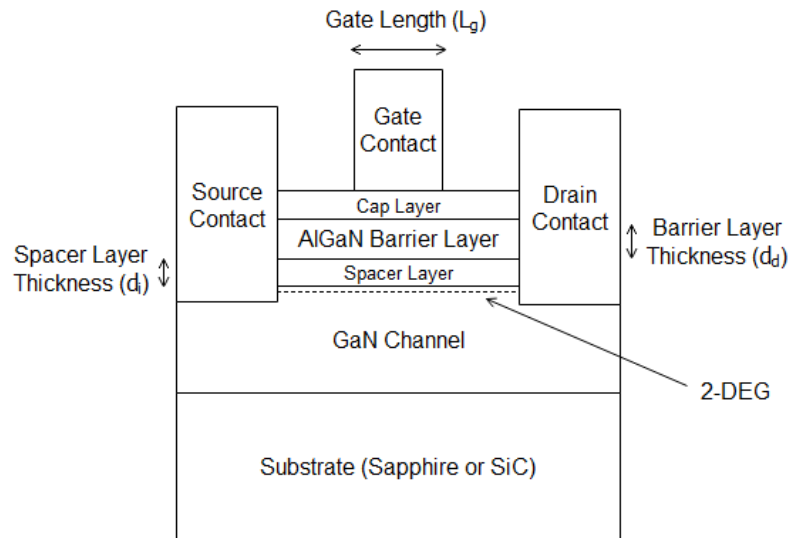 Gate Length (Lg)
Gate
Contact
Source
Contact
Drain
Contact
Cap Layer
AlGaN Barrier Layer
Spacer Layer
Spacer Layer
Thickness (di)
Barrier Layer
Thickness (dd)
GaN Channel
2-DEG
Substrate (Sapphire or SiC)